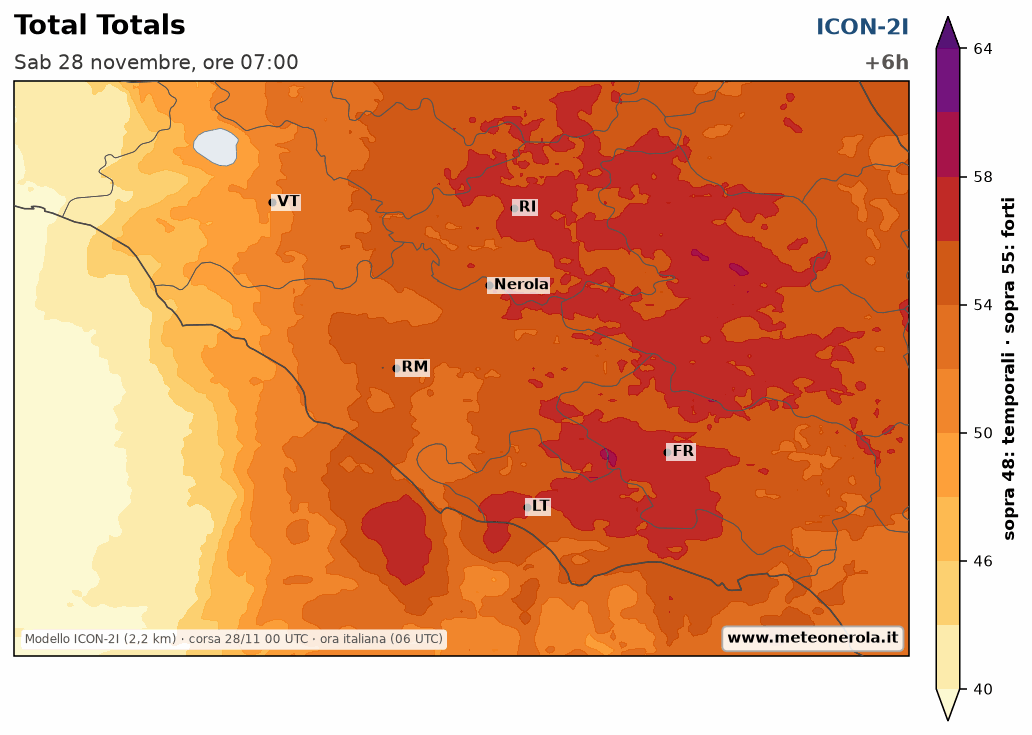 Total Totals
ICON-2I
Sab 28 novembre, ore 07:00
+6h
64
58
54
50
46
40
sopra 48: temporali · sopra 55: forti
VT
RI
Nerola
RM
FR
LT
Modello ICON-2I (2,2 km) · corsa 28/11 00 UTC · ora italiana (06 UTC)
www.meteonerola.it